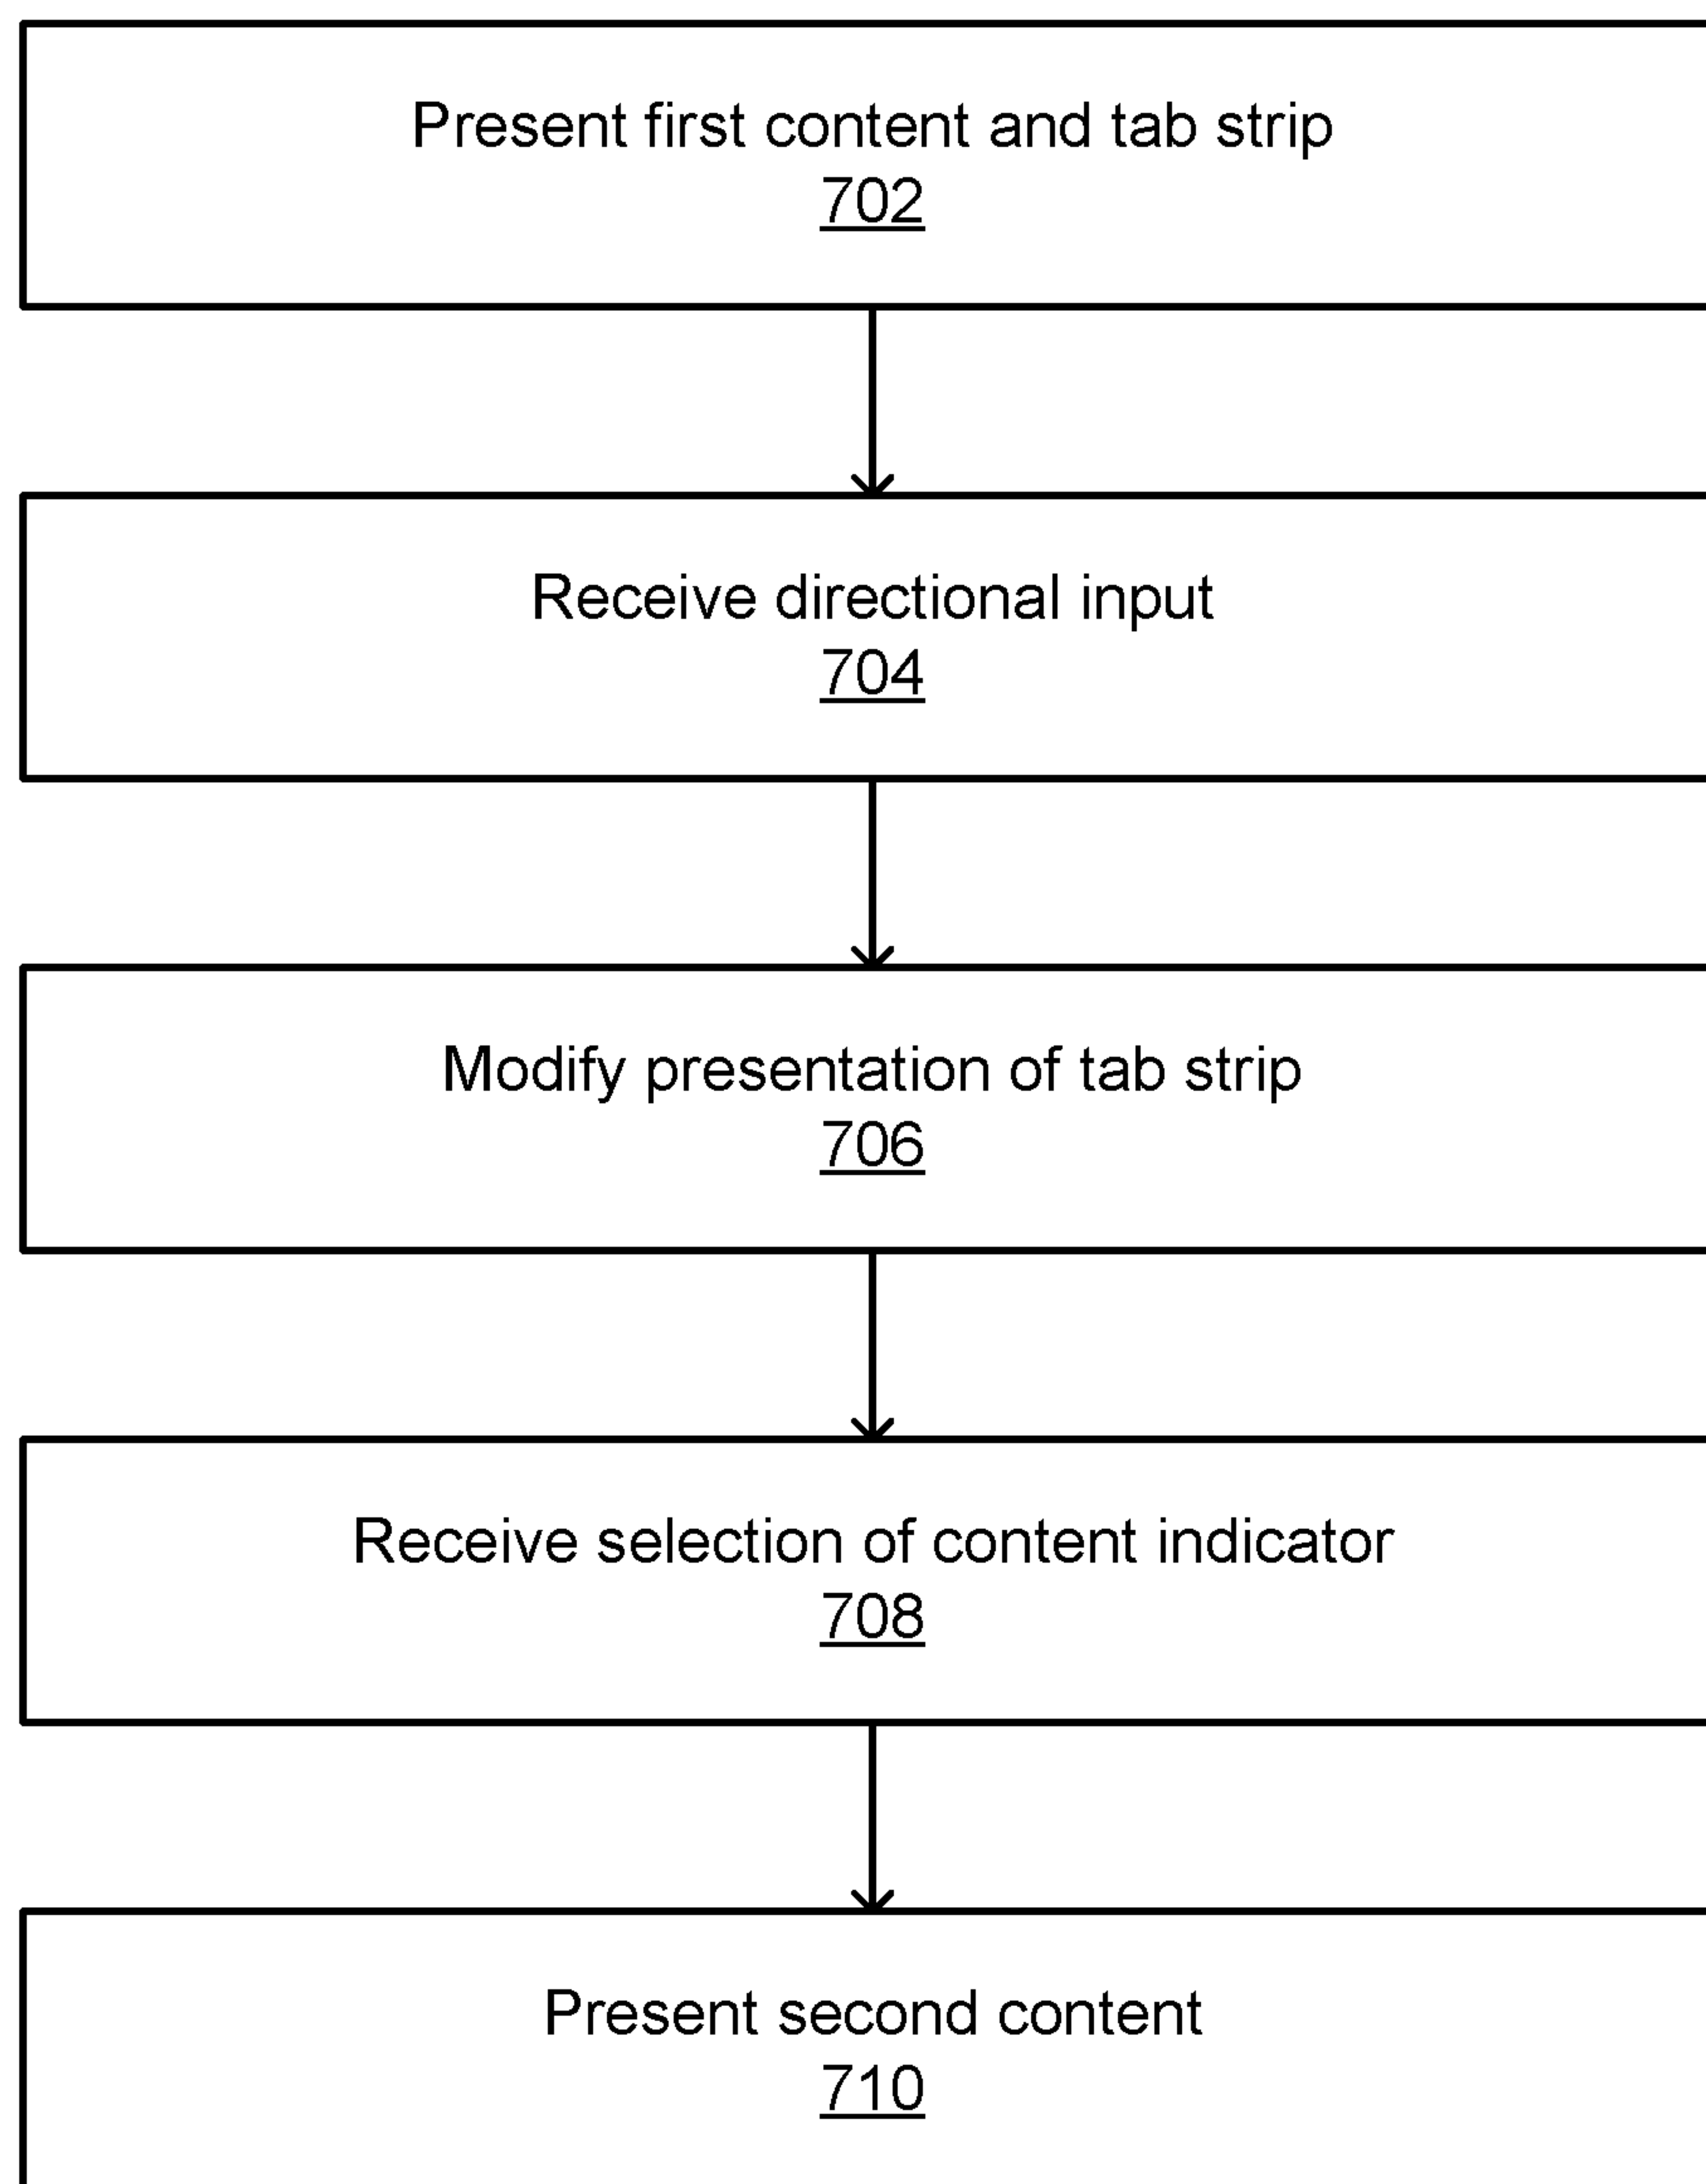 Present first content and tab strip
702
Receive directional input
704
Modify presentation of tab strip
706
Receive selection of content indicator
708
Present second content
710